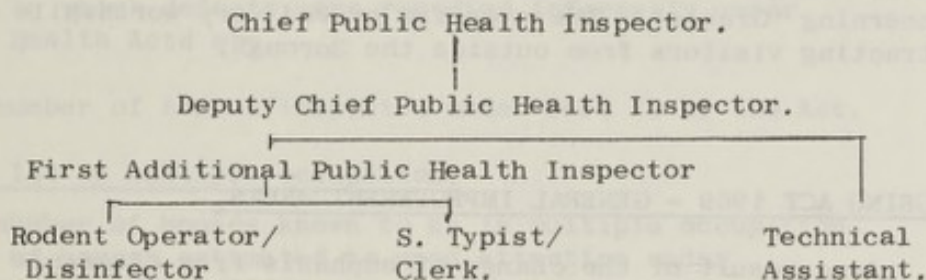 Chief Public Health Inspector.
Deputy Chief Public Health Inspector.
First Additional Public Health Inspector
Rodent Operator/ S. Typist/ Technical
Disinfector Clerk. Assistant.